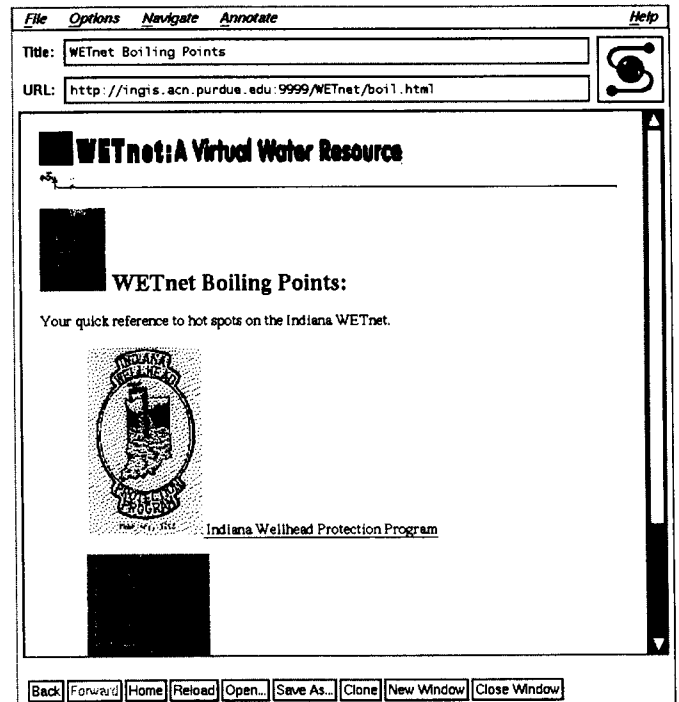 File Options Navigate Annotate Help
Title: WETnet Boiling Points
URL: http://ingis.acn.purdue.edu:9999/WETnet/boil.html
WETnet: A Virtual Water Resource
WETnet Boiling Points:
Your quick reference to hot spots on the Indiana WETnet.
INDIANA
WELLHEAD
PROTECTION
PROGRAM
Indiana Wellhead Protection Program
Back Forward Home Reload Open... Save As... Clone New Window Close Window